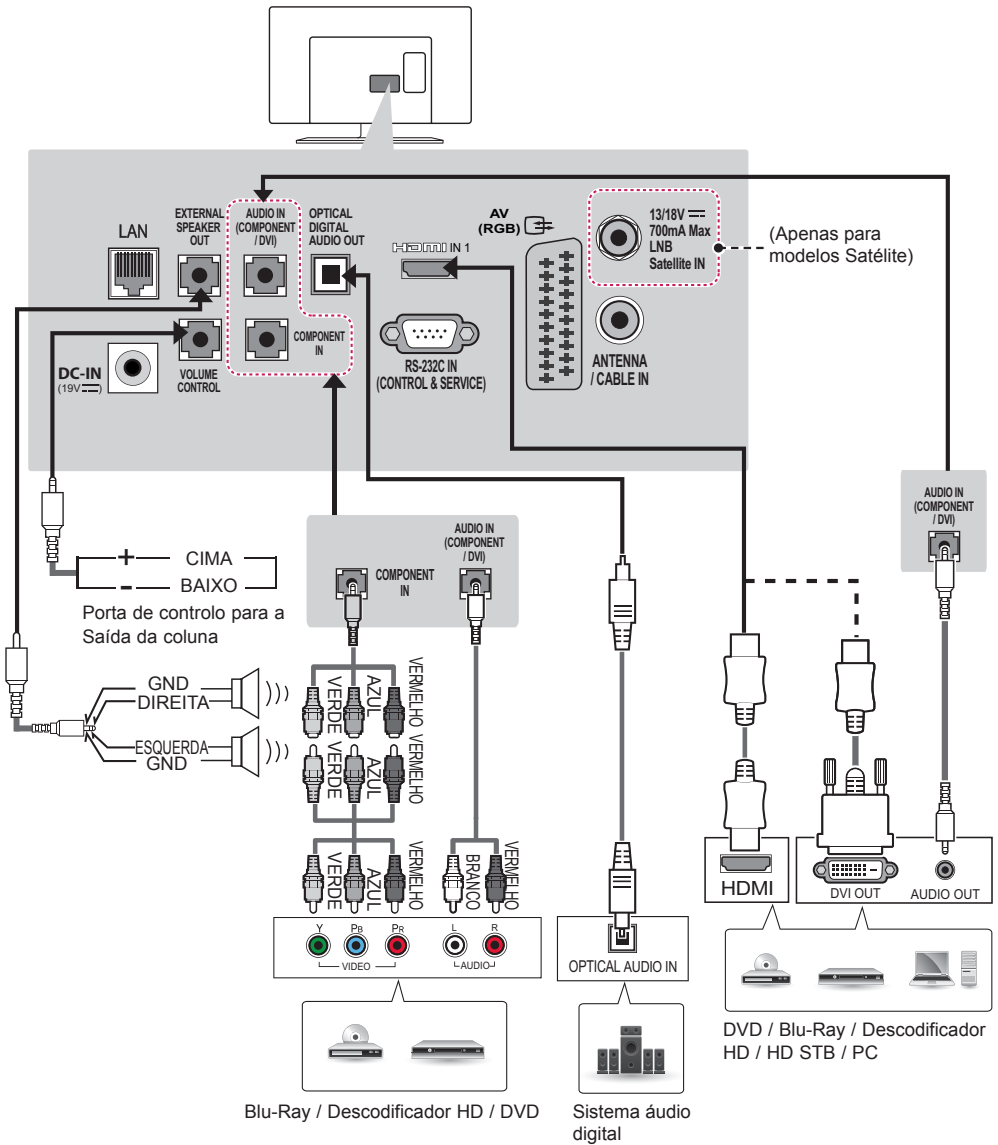 LAN
EXTERNAL
SPEAKER
OUT
AUDIO IN
(COMPONENT
/ DVI)
OPTICAL
DIGITAL
AUDIO OUT
HDMI IN 1
AV
(RGB)
13/18V
700mA Max
LNB
Satellite IN
(Apenas para
modelos Satélite)
DC-IN
(19V)
VOLUME
CONTROL
COMPONENT
IN
RS-232C IN
(CONTROL & SERVICE)
ANTENNA
/ CABLE IN
AUDIO IN
(COMPONENT
/ DVI)
+ CIMA
- BAIXO
Porta de controlo para a
Saída da coluna
COMPONENT
IN
AUDIO IN
(COMPONENT
/ DVI)
GND
DIREITA
ESQUERDA
GND
VERDE
AZUL
VERMELHO
VERDE
AZUL
VERMELHO
VERDE
AZUL
VERMELHO
BRANCO
VERMELHO
Y PB PR
VIDEO
L R
AUDIO
OPTICAL AUDIO IN
HDMI
DVI OUT
AUDIO OUT
Blu-Ray / Descodificador HD / DVD
Sistema áudio
digital
DVD / Blu-Ray / Descodificador
HD / HD STB / PC